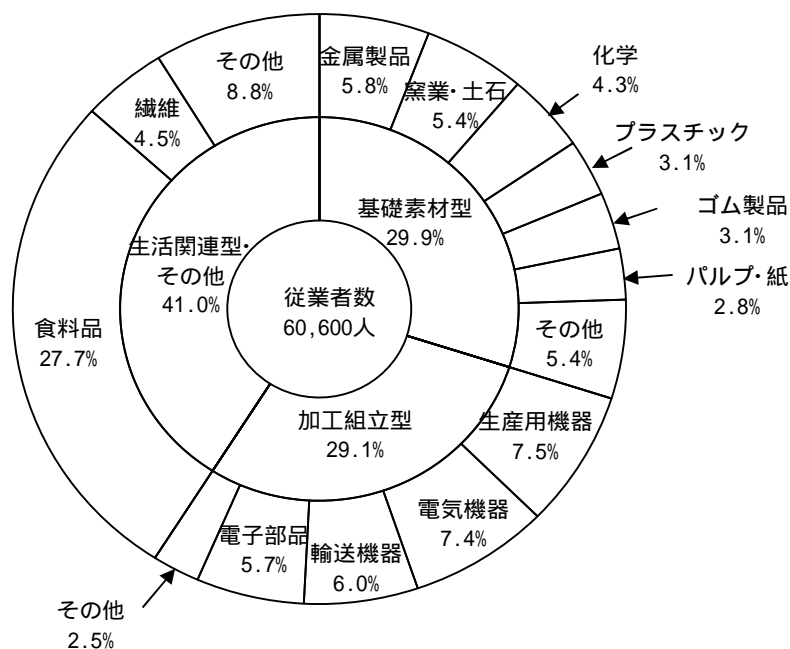 従業者数
60,600人
基礎素材型
29.9%
金属製品
5.8%
窯業・土石
5.4%
化学
4.3%
プラスチック
3.1%
ゴム製品
3.1%
パルプ・紙
2.8%
その他
5.4%
加工組立型
29.1%
生産用機器
7.5%
電気機器
7.4%
輸送機器
6.0%
電子部品
5.7%
その他
2.5%
生活関連型・
その他
41.0%
食料品
27.7%
繊維
4.5%
その他
8.8%